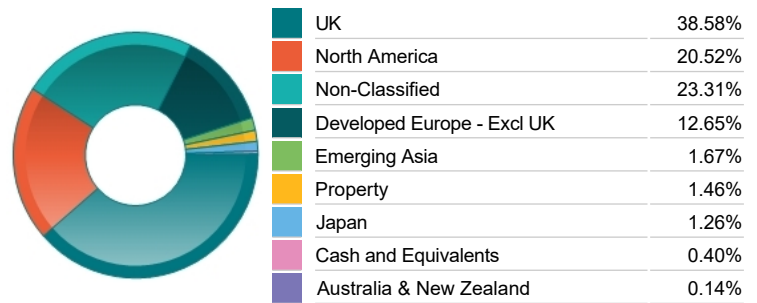 UK 38.58%
North America 20.52%
Non-Classified 23.31%
Developed Europe - Excl UK 12.65%
Emerging Asia 1.67%
Property 1.46%
Japan 1.26%
Cash and Equivalents 0.40%
Australia & New Zealand 0.14%